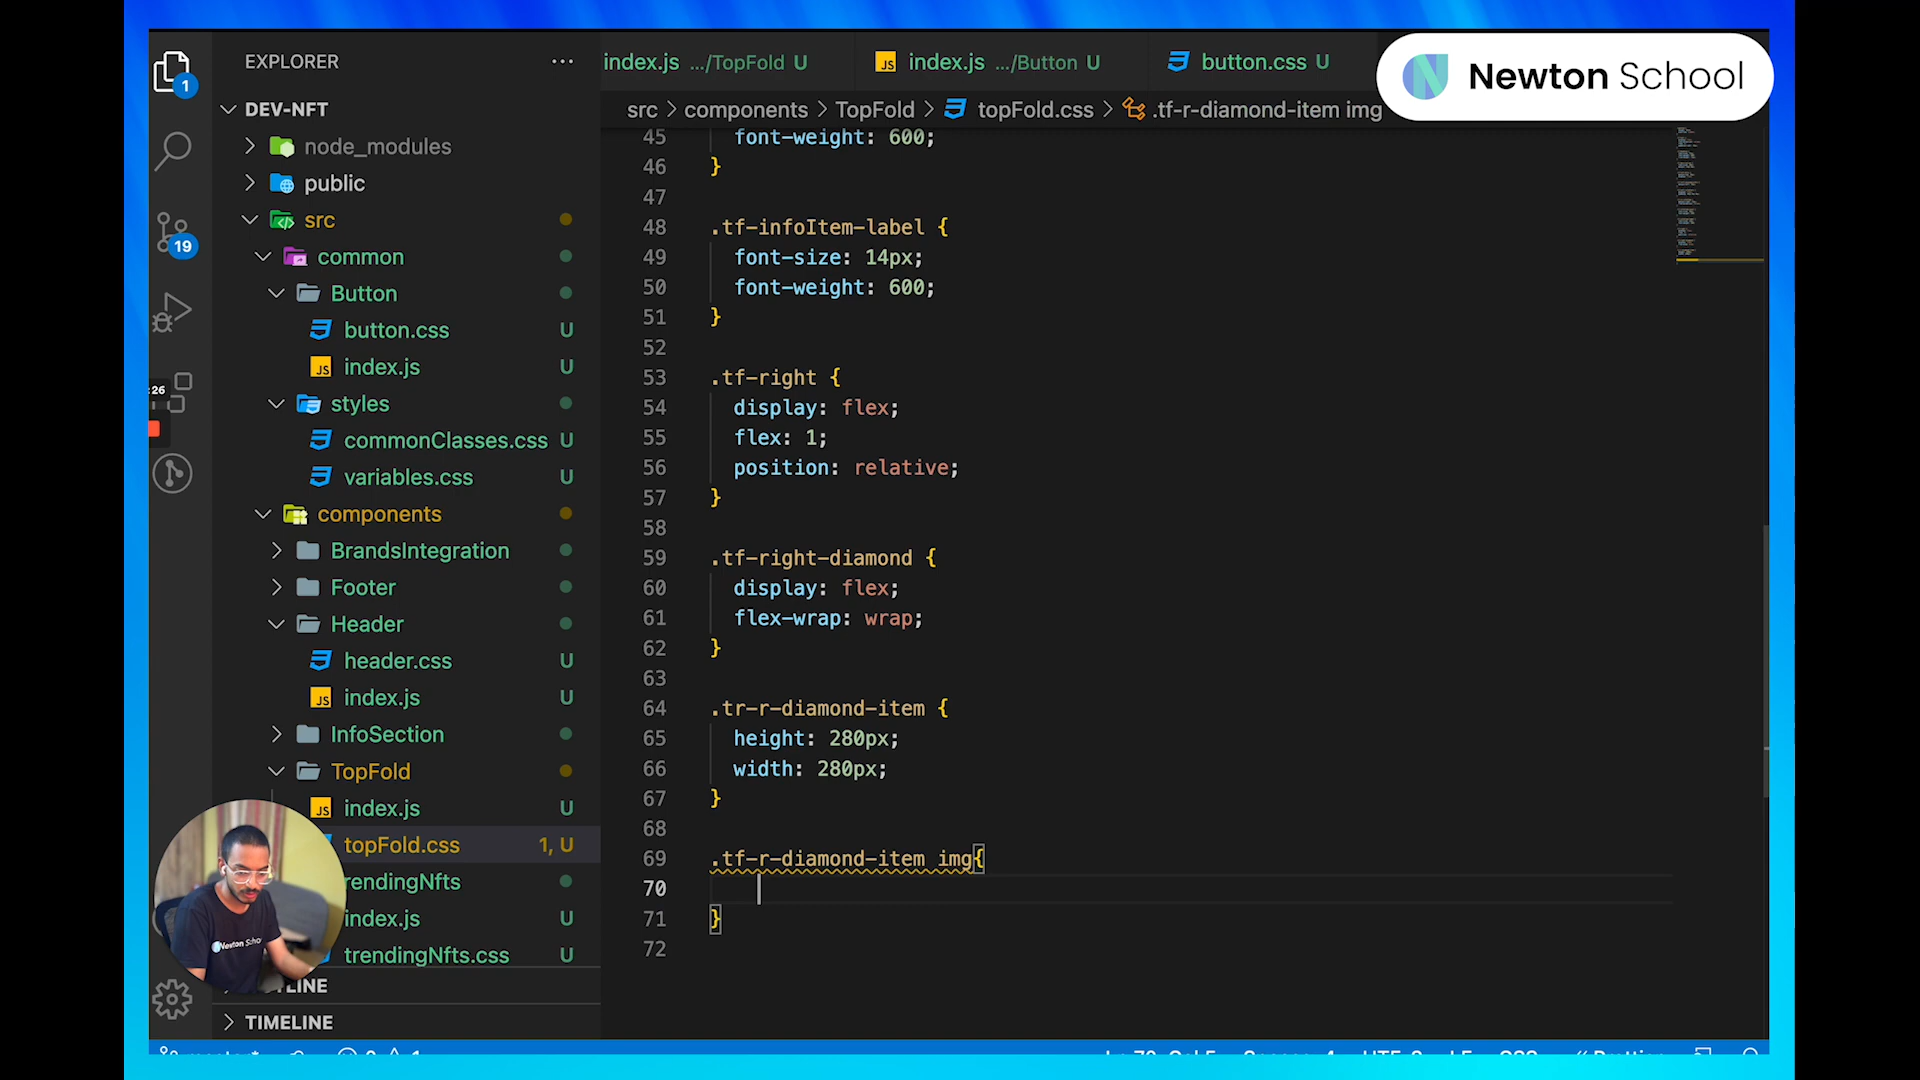 EXPLORER
DEV-NFT
node_modules
public
src
common
Button
button.css U
index.js U
styles
commonClasses.css U
variables.css U
components
BrandsIntegration
Footer
Header
header.css U
index.js U
InfoSection
TopFold
index.js U
topFold.css 1, U
rendingNfts
index.js U
trendingNfts.css U
TLINE
TIMELINE
1
19
:26
index.js .../TopFold U
index.js .../Button U
button.css U
Newton School
src > components > TopFold > topFold.css > .tf-r-diamond-item img
45 font-weight: 600;
46 }
47
48 .tf-infoItem-label {
49 font-size: 14px;
50 font-weight: 600;
51 }
52
53 .tf-right {
54 display: flex;
55 flex: 1;
56 position: relative;
57 }
58
59 .tf-right-diamond {
60 display: flex;
61 flex-wrap: wrap;
62 }
63
64 .tr-r-diamond-item {
65 height: 280px;
66 width: 280px;
67 }
68
69 .tf-r-diamond-item img{
70
71 }
72